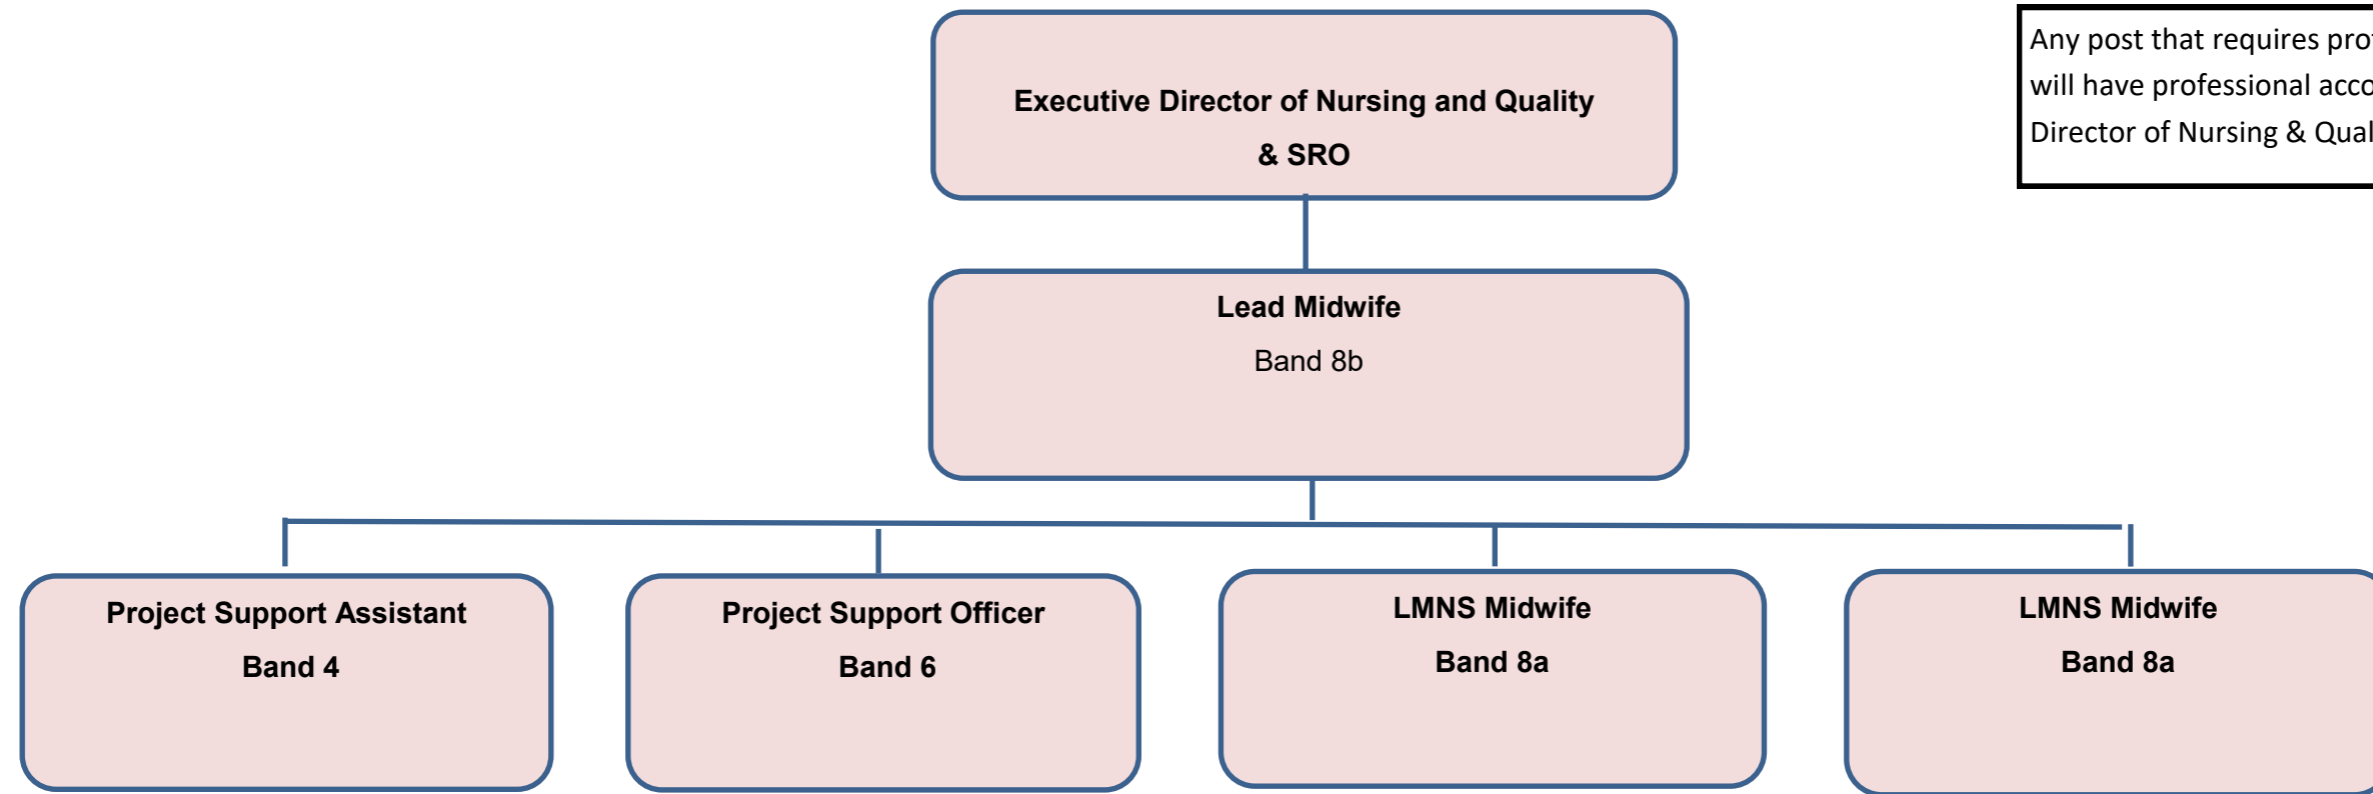 Executive Director of Nursing and Quality
& SRO
Any post that requires
will have professional
Director of Nursing &
Lead Midwife
Band 8b
Project Support Assistant
Band 4
Project Support Officer
Band 6
LMNS Midwife
Band 8a
LMNS Midwife
Band 8a